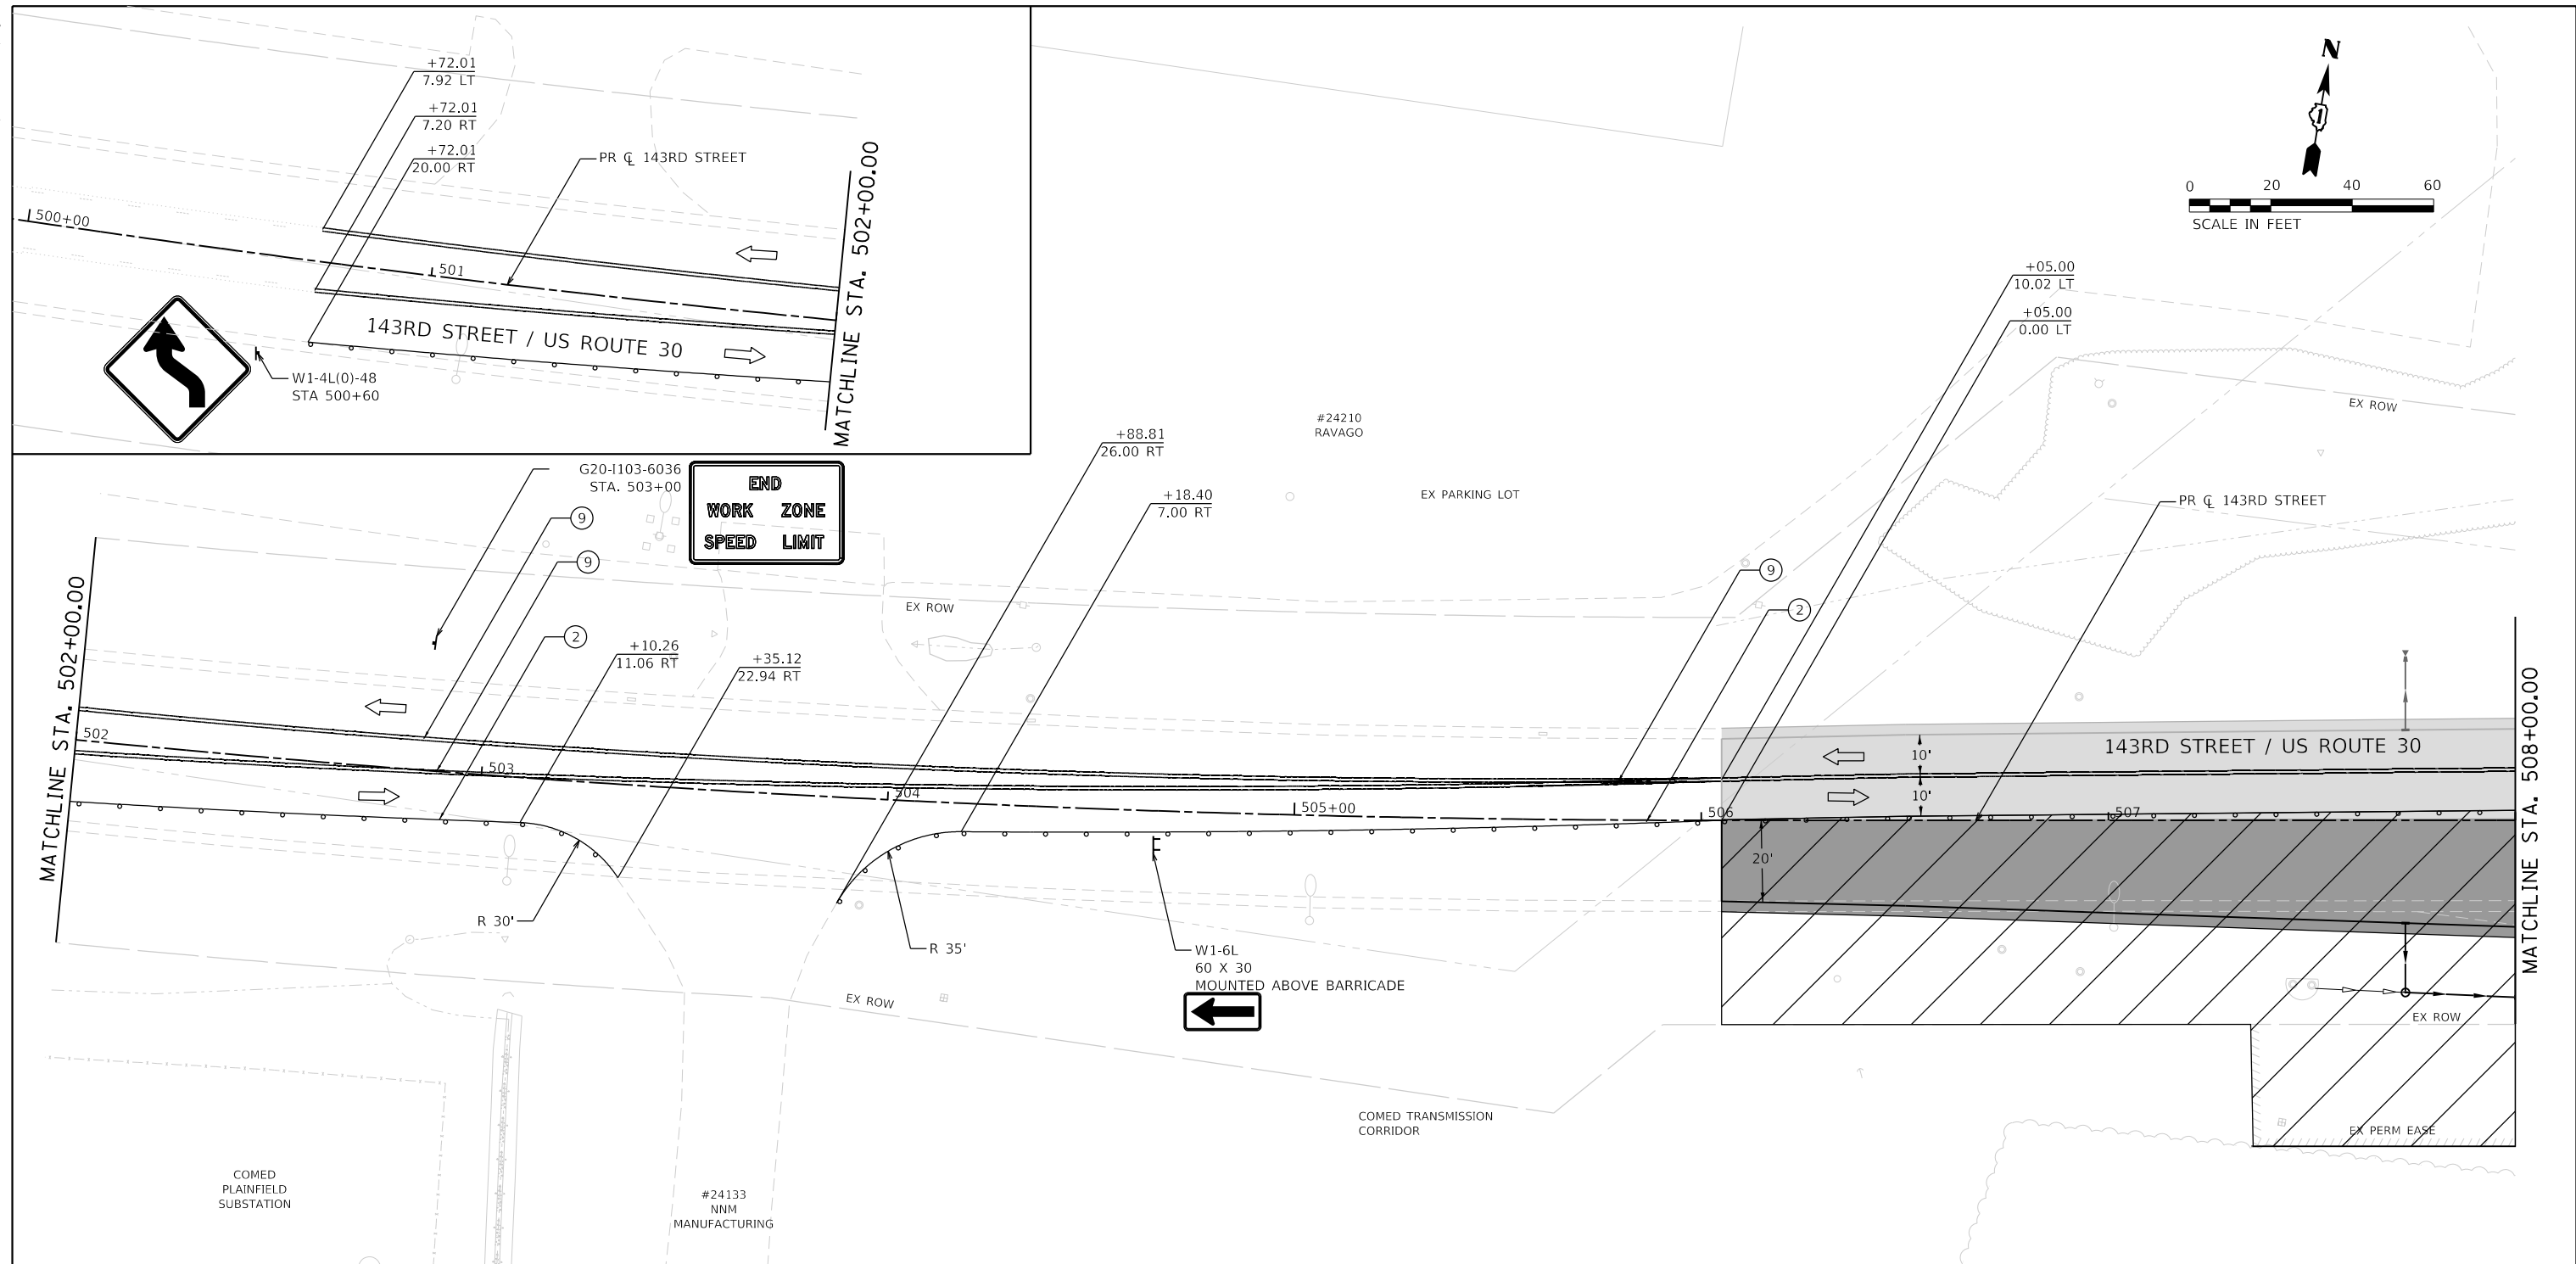 +72.01
7.92 LT
+72.01
7.20 RT
+72.01
20.00 RT
PR ℄ 143RD STREET
500+00
501
143RD STREET / US ROUTE 30
W1-4L(0)-48
STA 500+60
MATCHLINE STA. 502+00.00
N
1
0 20 40 60
SCALE IN FEET
+05.00
10.02 LT
+05.00
0.00 LT
EX ROW
#24210
RAVAGO
EX PARKING LOT
+88.81
26.00 RT
+18.40
7.00 RT
PR ℄ 143RD STREET
G20-I103-6036
STA. 503+00
END
WORK ZONE
SPEED LIMIT
9
9
2
+10.26
11.06 RT
+35.12
22.94 RT
EX ROW
9
2
MATCHLINE STA. 502+00.00
502
503
504
505+00
506
507
10'
10'
20'
143RD STREET / US ROUTE 30
MATCHLINE STA. 508+00.00
R 30'
R 35'
W1-6L
60 X 30
MOUNTED ABOVE BARRICADE
EX ROW
EX ROW
EX PERM EASE
COMED TRANSMISSION
CORRIDOR
COMED
PLAINFIELD
SUBSTATION
#24133
NNM
MANUFACTURING